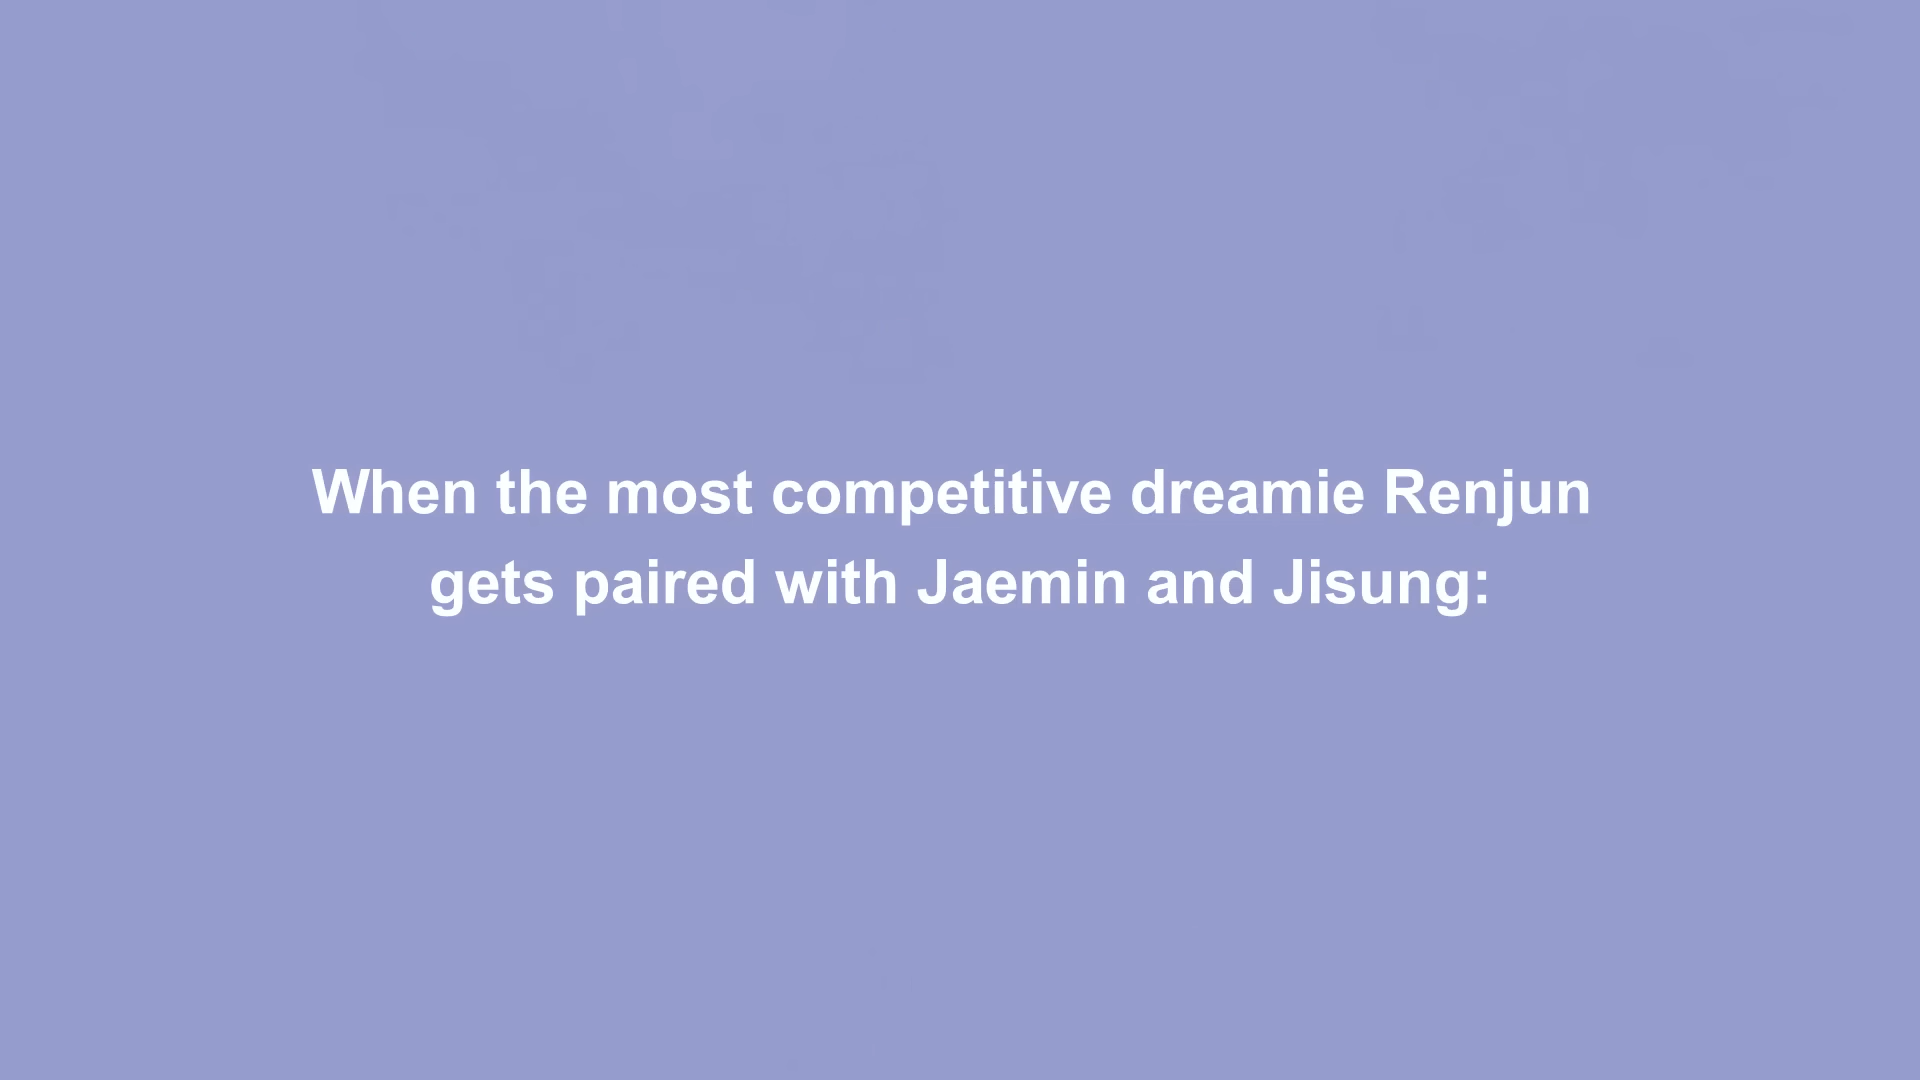 When the most competitive dreamie Renjun
gets paired with Jaemin and Jisung: